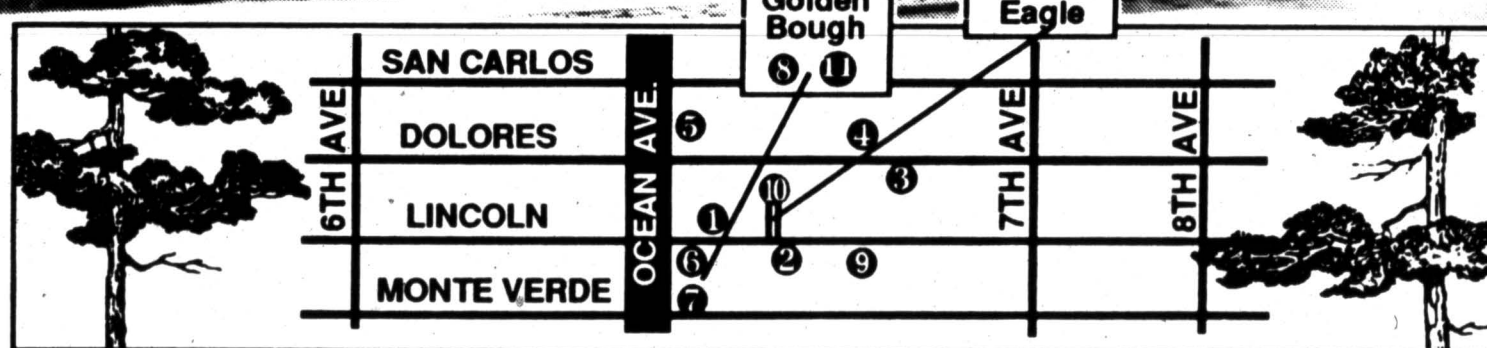 Golden
Bough
8 11
Eagle
SAN CARLOS
DOLORES
LINCOLN
MONTE VERDE
6TH AVE
OCEAN AVE.
7TH AVE
8TH AVE
5
4
3
10
1
6
2
9
7